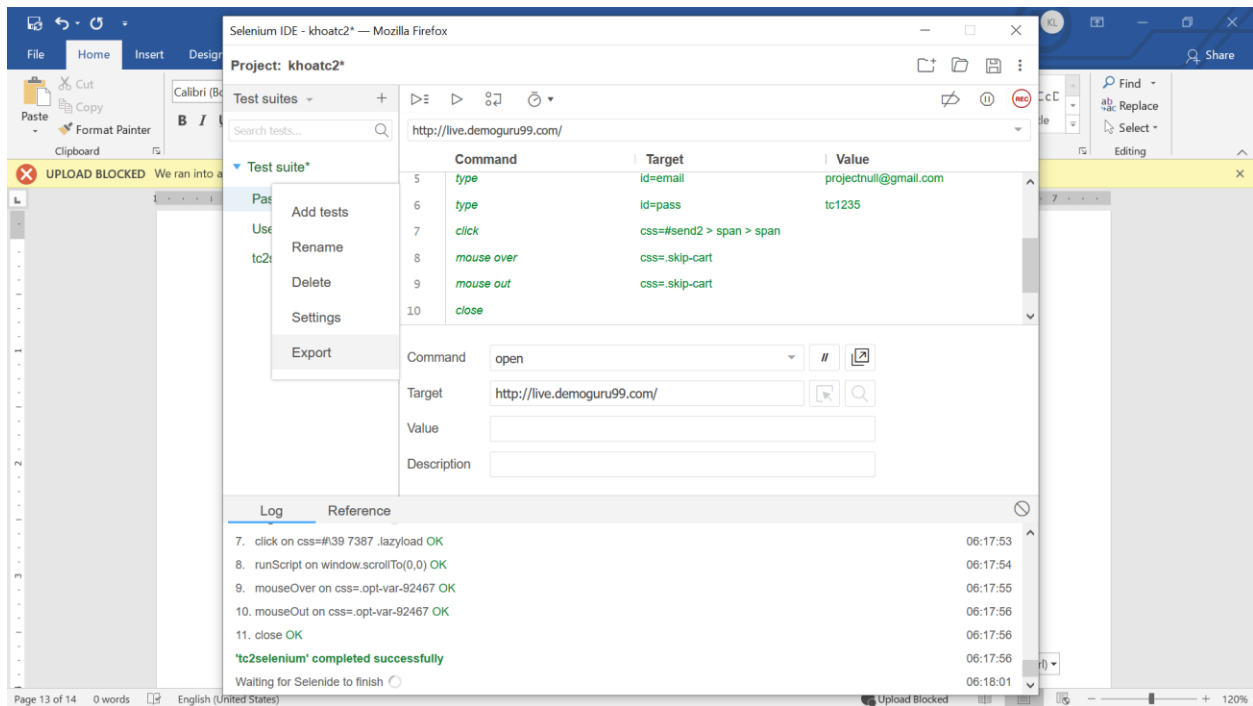 KL
File Home Insert Design
Share
Paste
Cut
Copy
Format Painter
Clipboard
Calibri (Bo
B I U
Find
Replace
Select
Editing
UPLOAD BLOCKED We ran into a
Selenium IDE - khoatc2* — Mozilla Firefox
Project: khoatc2*
Test suites
Search tests...
Test suite*
Pas
Use
tc2s
Add tests
Rename
Delete
Settings
Export
REC
http://live.demoguru99.com/
Command Target Value
5 type id=email projectnull@gmail.com
6 type id=pass tc1235
7 click css=#send2 > span > span
8 mouse over css=.skip-cart
9 mouse out css=.skip-cart
10 close
Command open //
Target http://live.demoguru99.com/
Value
Description
Log Reference
7. click on css=#\39 7387 .lazyload OK 06:17:53
8. runScript on window.scrollTo(0,0) OK 06:17:54
9. mouseOver on css=.opt-var-92467 OK 06:17:55
10. mouseOut on css=.opt-var-92467 OK 06:17:56
11. close OK 06:17:56
'tc2selenium' completed successfully 06:17:56
Waiting for Selenide to finish 06:18:01
Page 13 of 14 0 words English (United States) Upload Blocked 120%